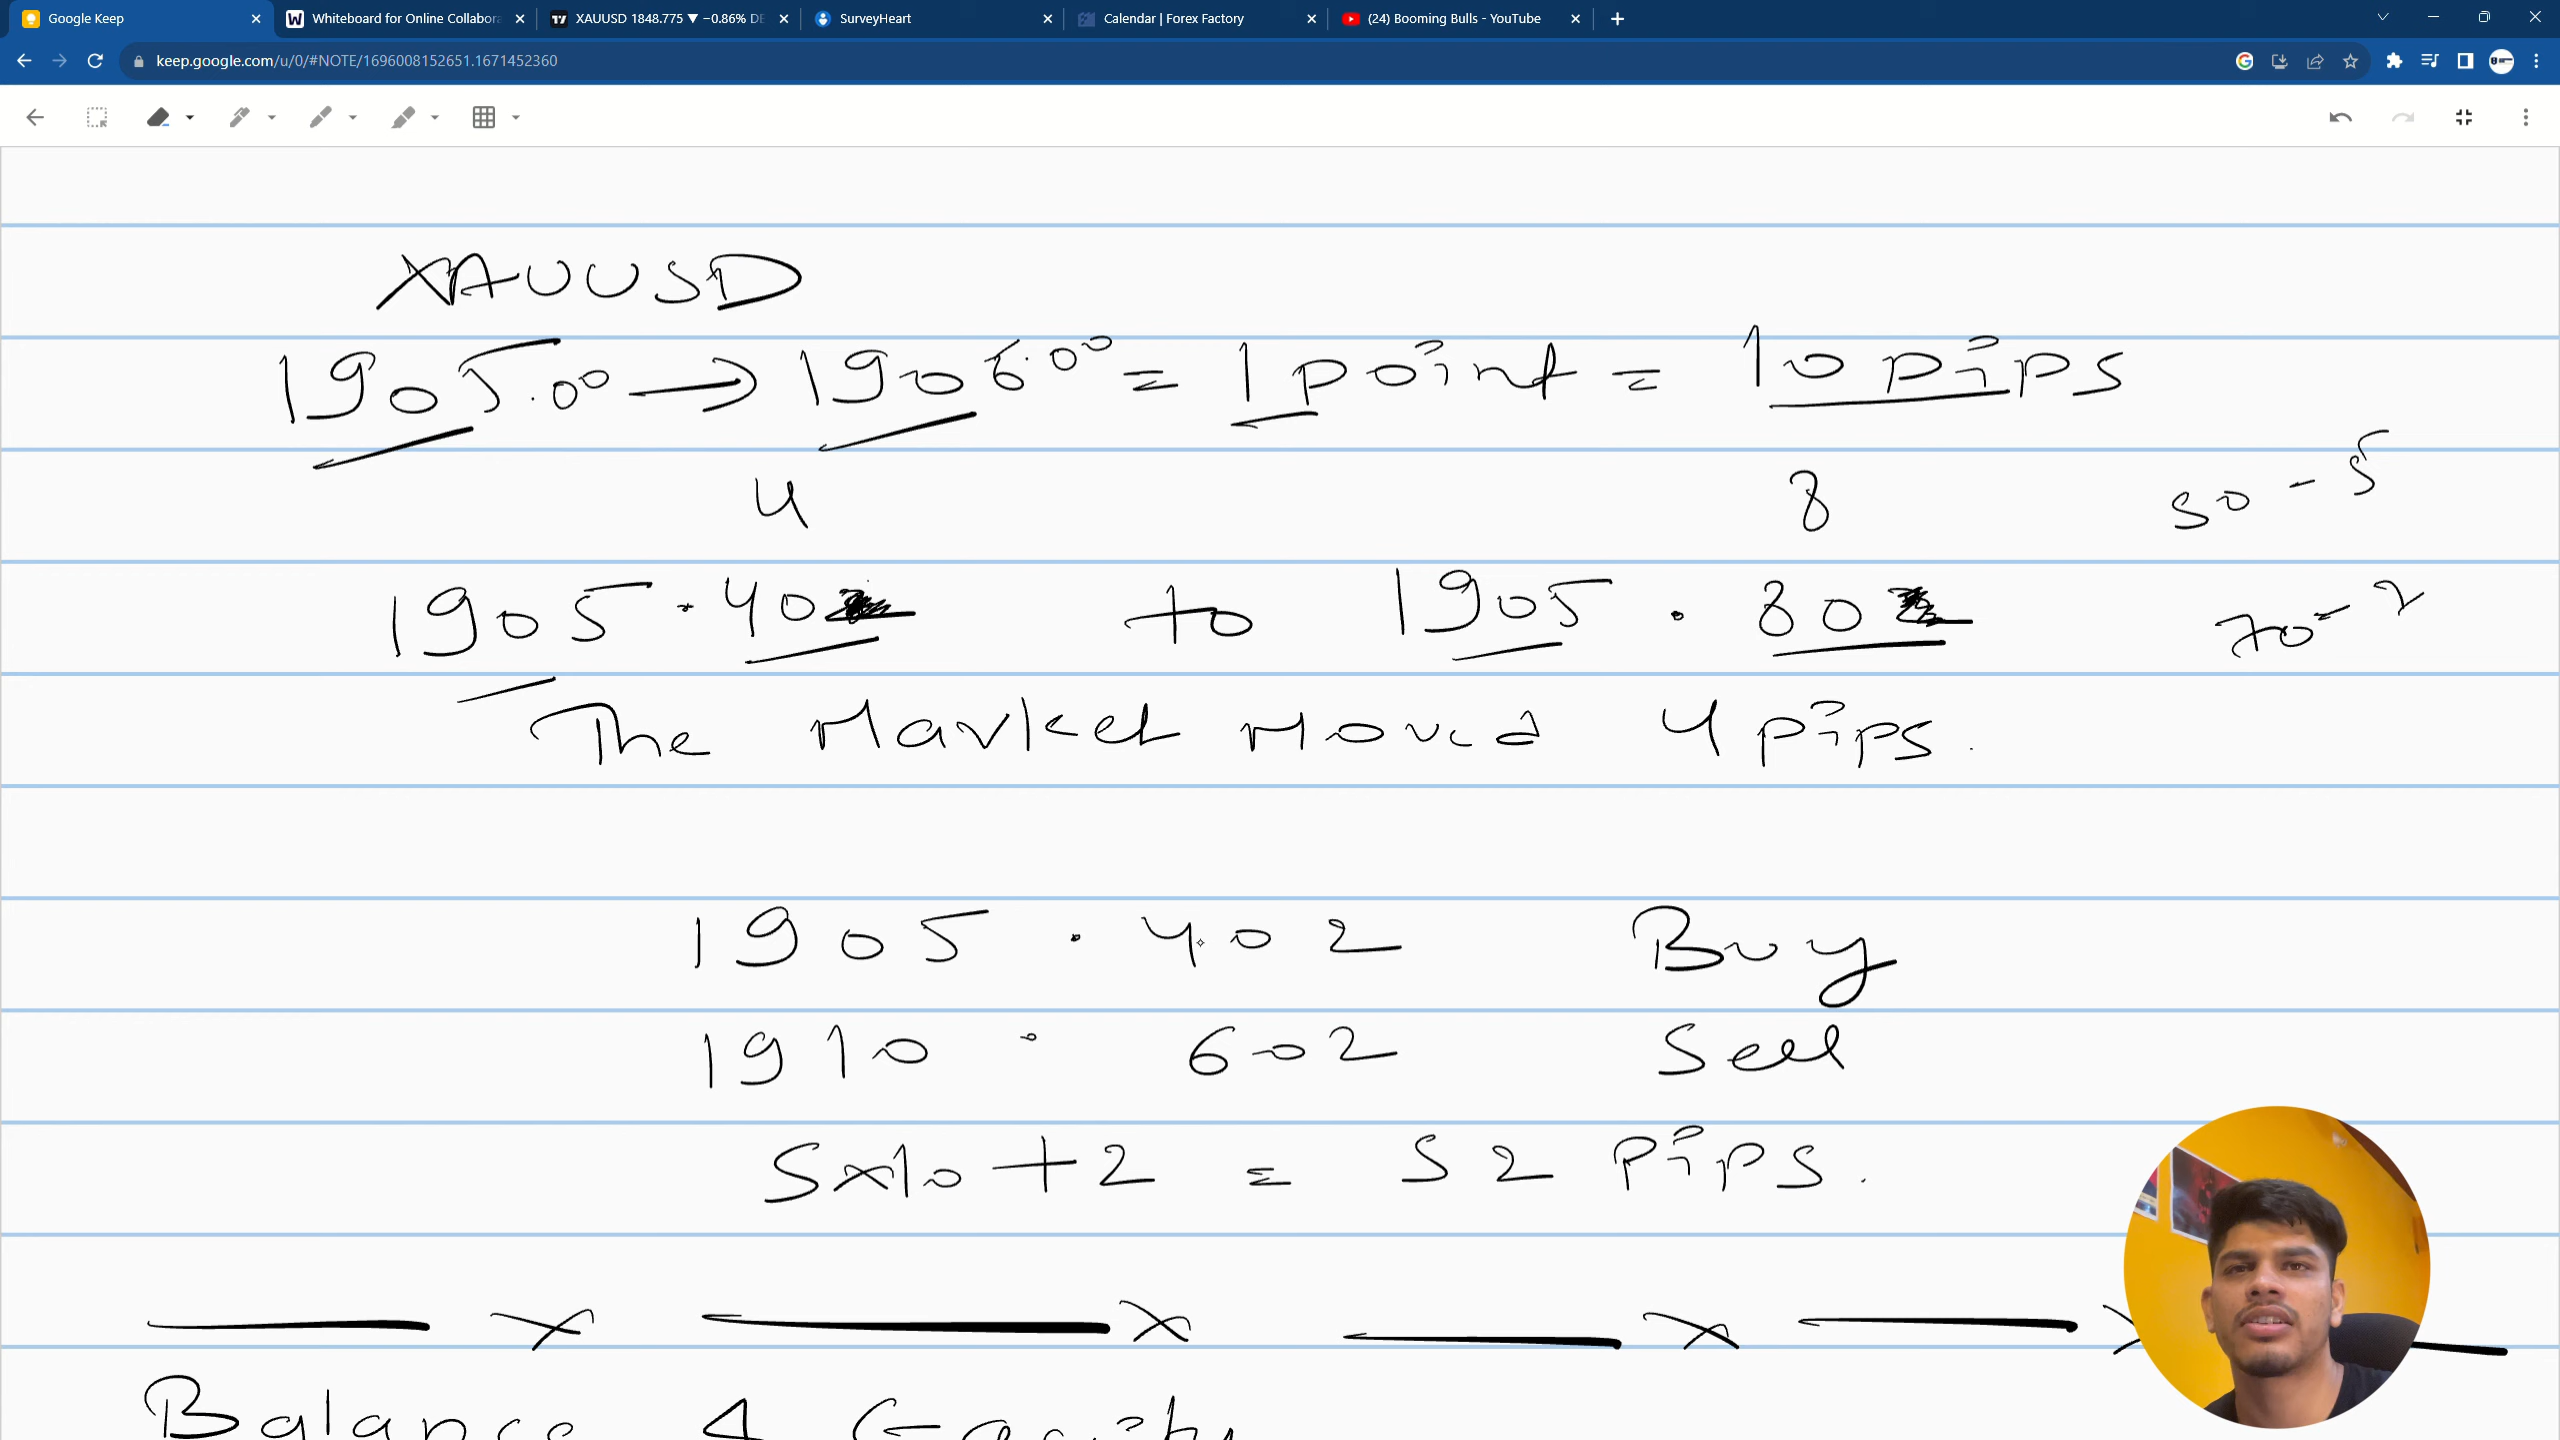 Google Keep
Whiteboard for Online Collabora
XAUUSD 1848.775 ▼ −0.86% DE
SurveyHeart
Calendar | Forex Factory
(24) Booming Bulls - YouTube
keep.google.com/u/0/#NOTE/1696008152651.1671452360
XAUUSD
1905.00 → 1906.00 = 1 point = 10 pips
4 8 50 - 5
1905.40 to 1905.80 70 - 2
The Market Moved 4 pips.
1905.402 Buy
1910.602 Sell
5x10+2 = 52 Pips.
x x x
Balance &